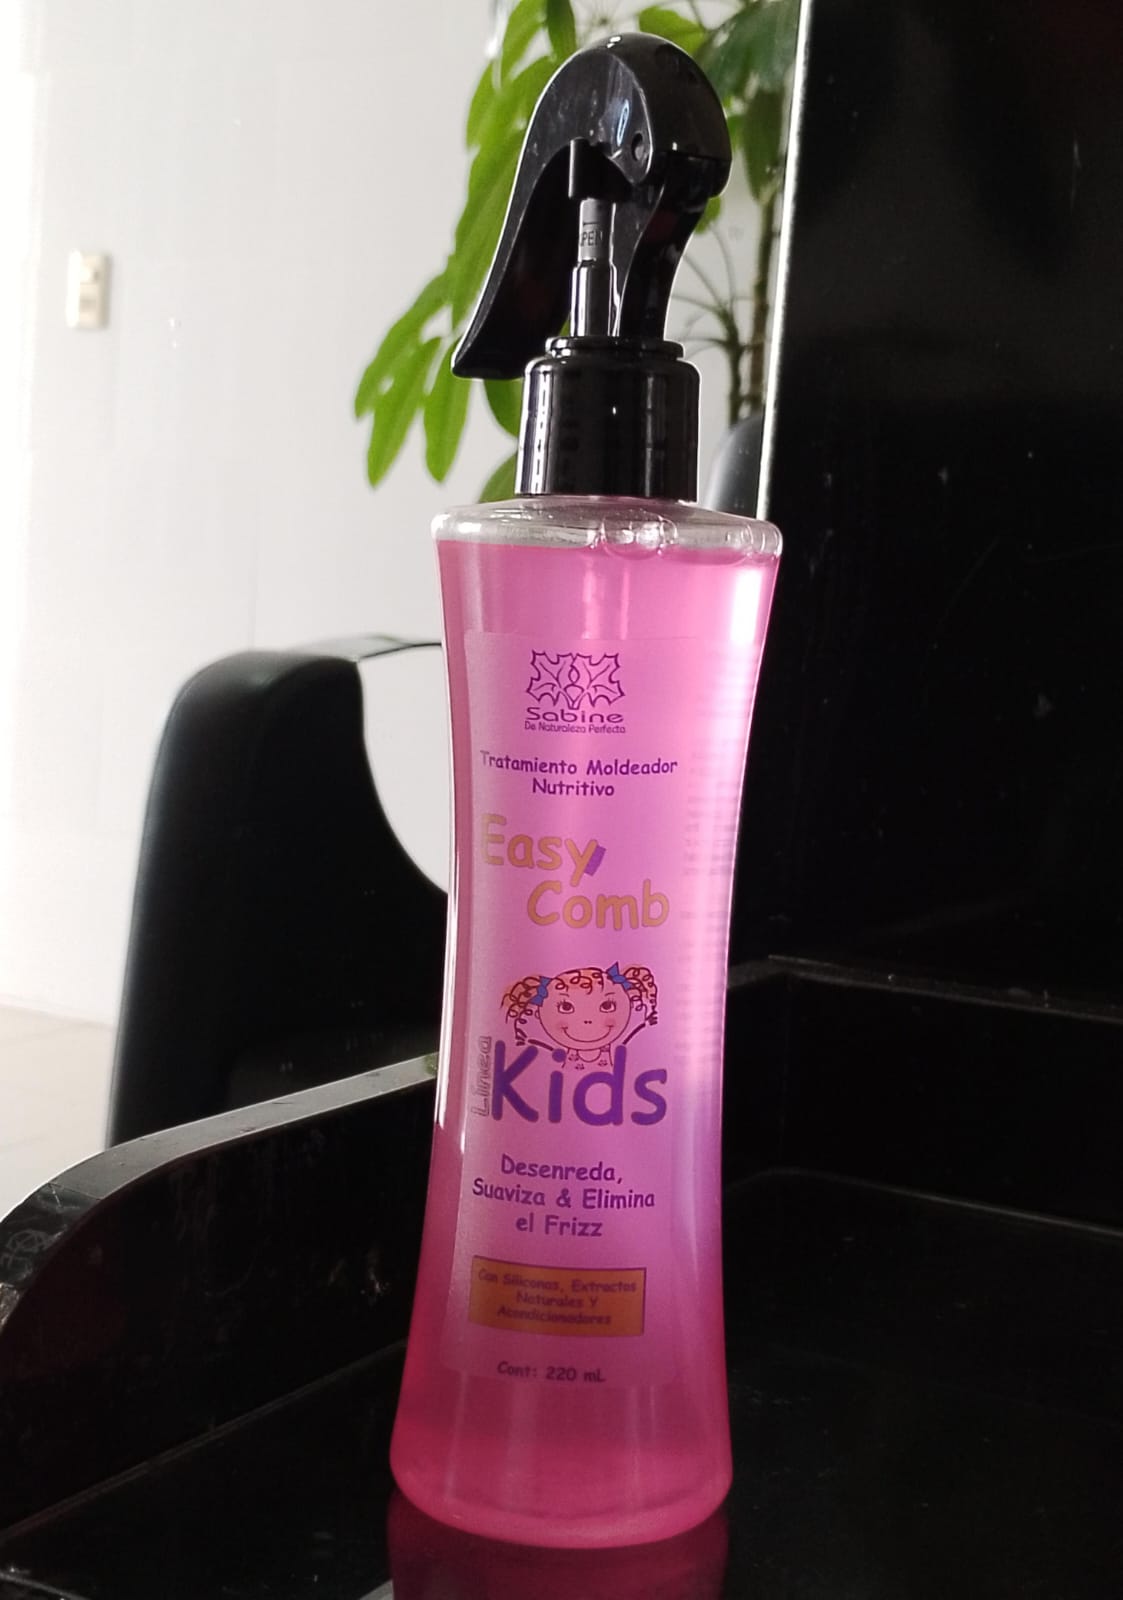 Sabine
De Naturaleza Perfecta
Tratamiento Moldeador
Nutritivo
Easy
Comb
Línea
Kids
Desenreda,
Suaviza & Elimina
el Frizz
Con Siliconas, Extractos
Naturales Y
Acondicionadores
Cont: 220 mL